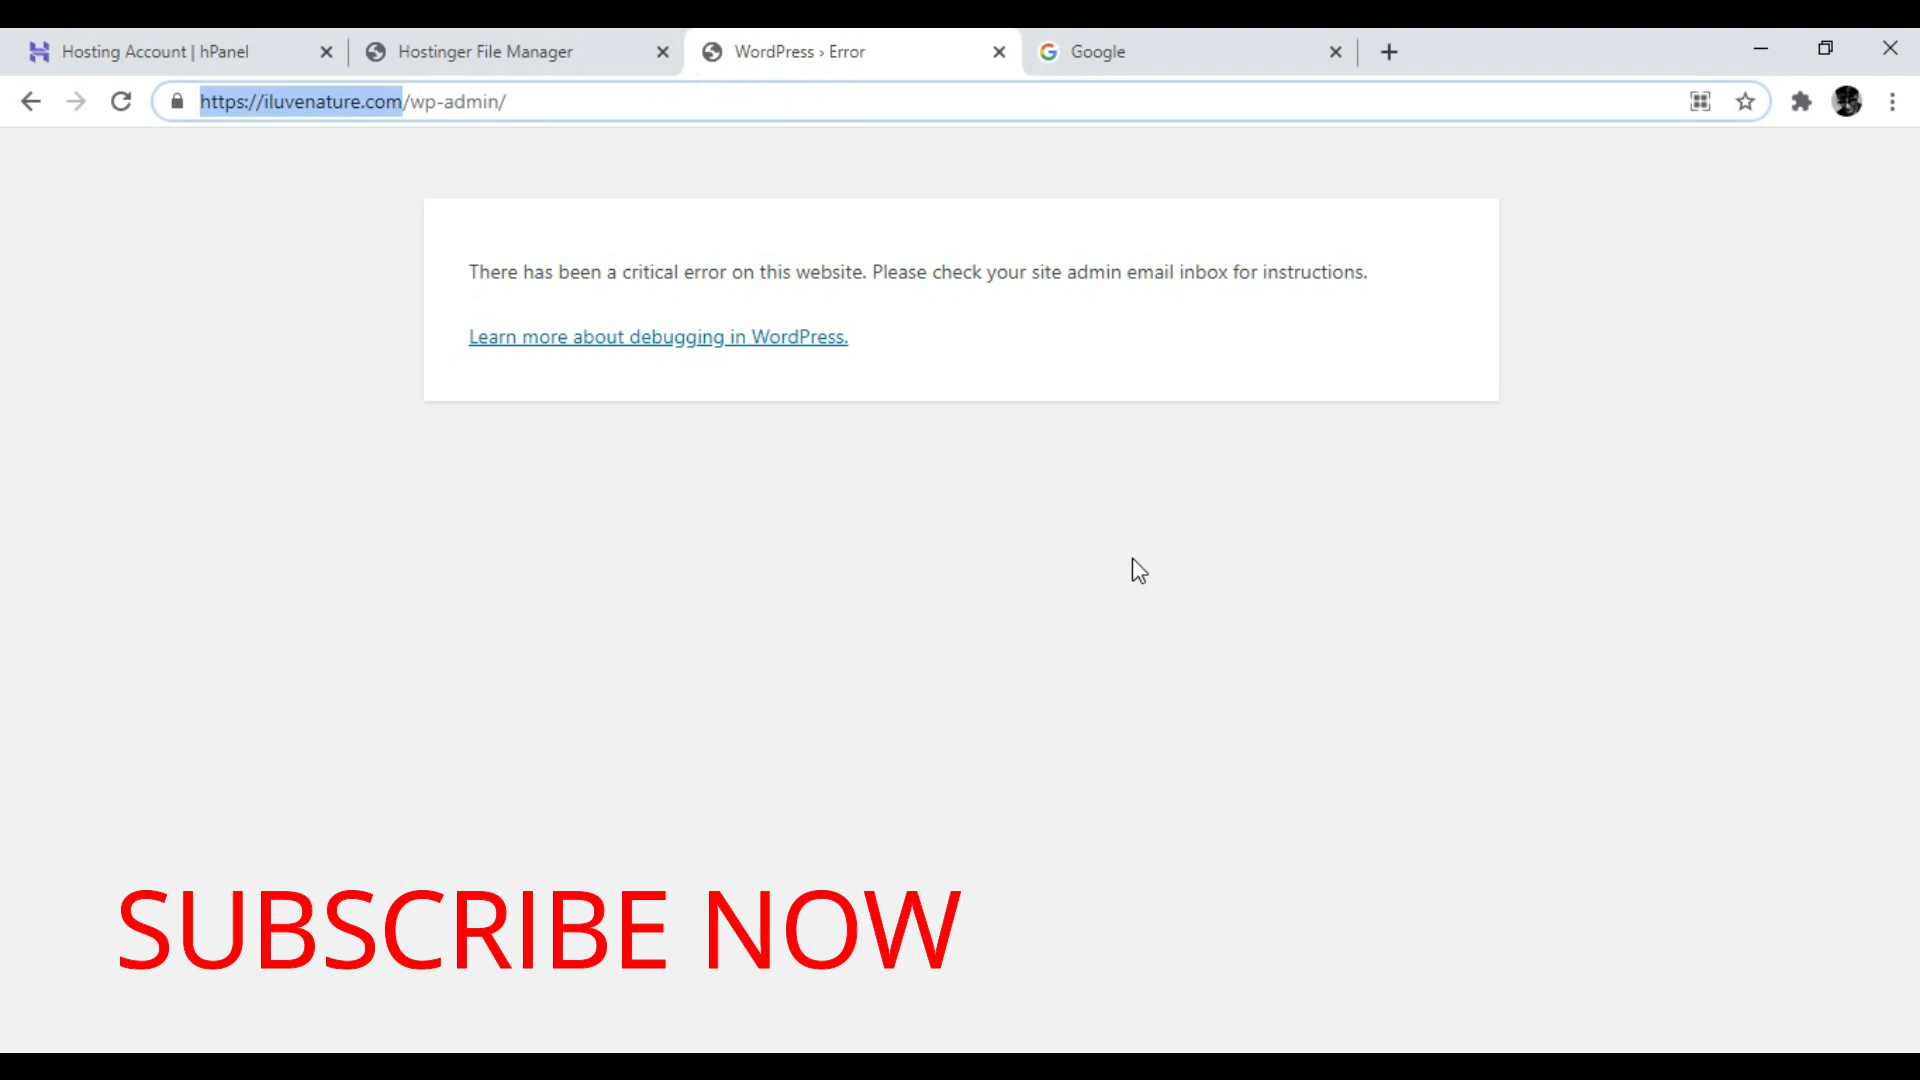 Hosting Account | hPanel
Hostinger File Manager
WordPress › Error
Google
https://iluvenature.com/wp-admin/
There has been a critical error on this website. Please check your site admin email inbox for instructions.
Learn more about debugging in WordPress.
SUBSCRIBE NOW